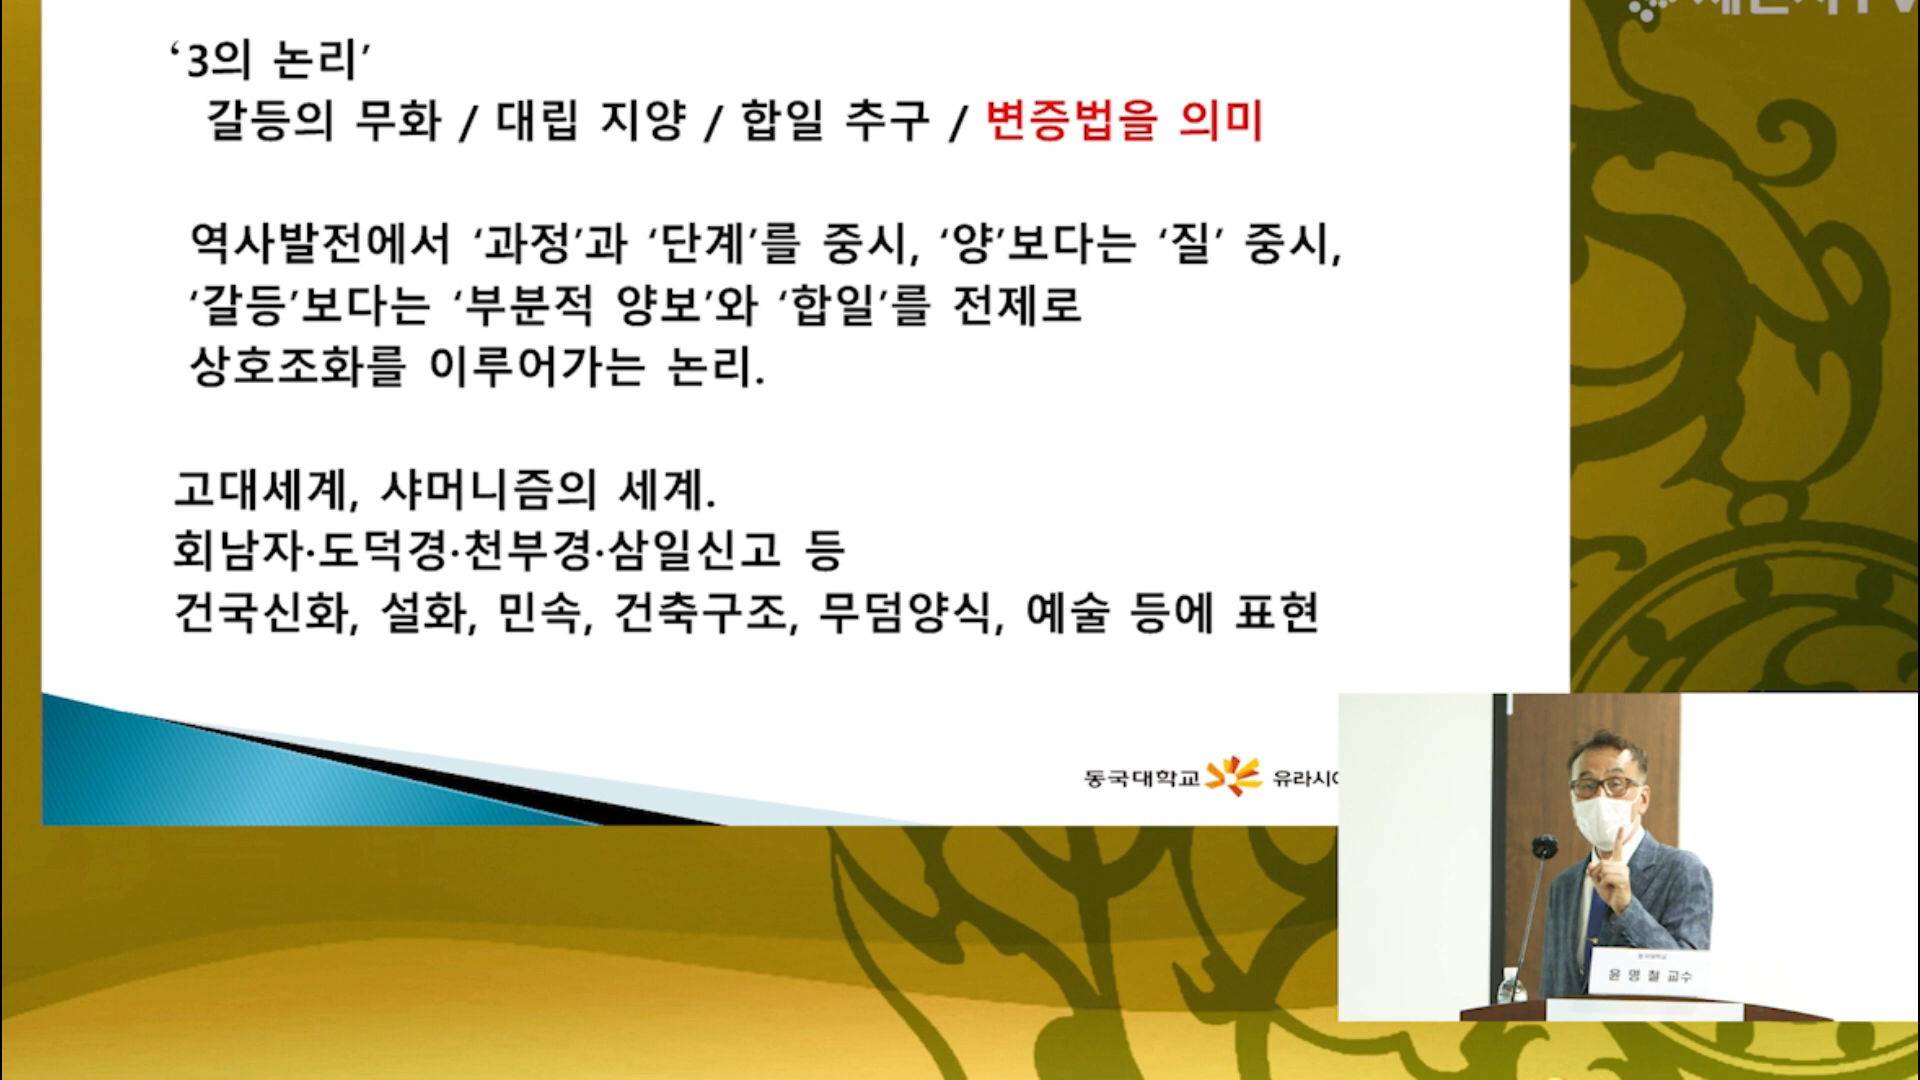 ‘3의 논리’
갈등의 무화 / 대립 지양 / 합일 추구 / 변증법을 의미
역사발전에서 ‘과정’과 ‘단계’를 중시, ‘양’보다는 ‘질’ 중시,
‘갈등’보다는 ‘부분적 양보’와 ‘합일’를 전제로
상호조화를 이루어가는 논리.
고대세계, 샤머니즘의 세계.
회남자·도덕경·천부경·삼일신고 등
건국신화, 설화, 민속, 건축구조, 무덤양식, 예술 등에 표현
동국대학교 유라시아
윤명철 교수